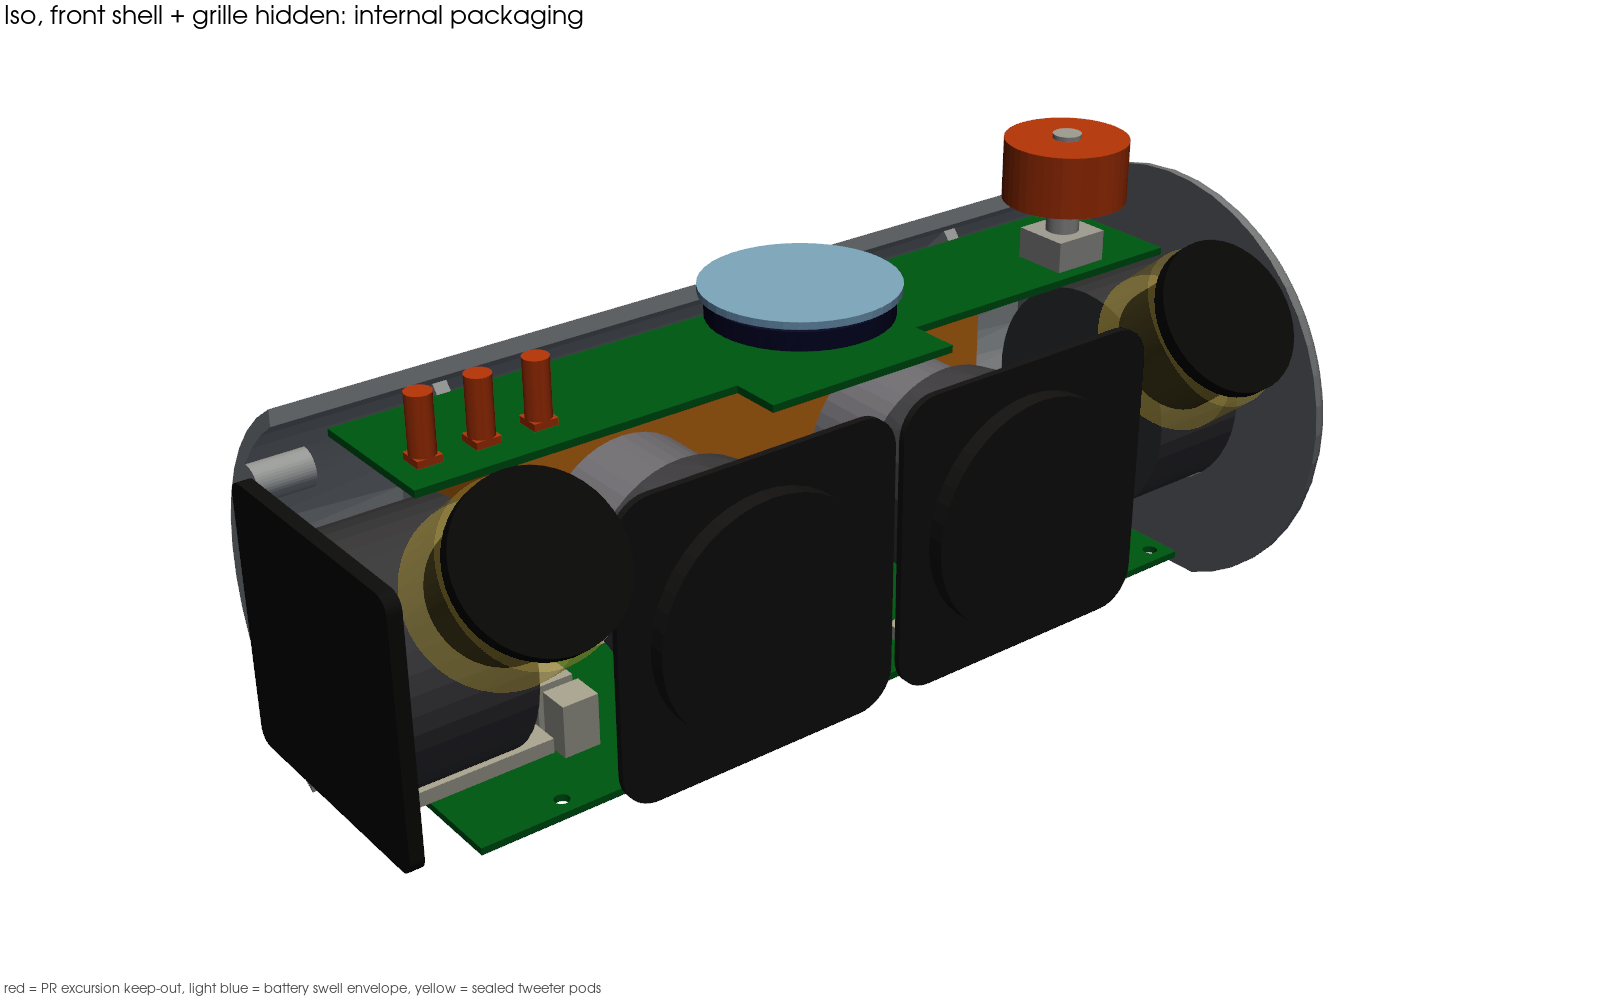 Iso, front shell + grille hidden: internal packaging
red = PR excursion keep-out, light blue = battery swell envelope, yellow = sealed tweeter pods